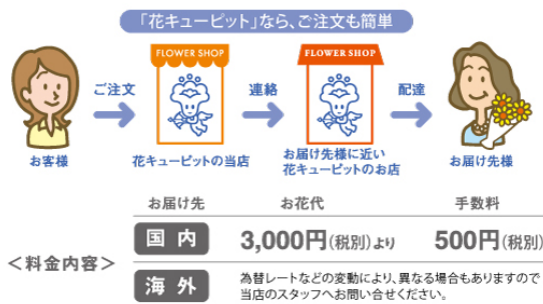 「花キューピット」なら、ご注文も簡単
FLOWER SHOP
FLOWER SHOP
ご注文
連絡
配達
お客様
花キューピットの当店
お届け先様に近い
花キューピットのお店
お届け先様
お届け先
お花代
手数料
＜料金内容＞
国内
3,000円(税別)より
500円(税別)
海外
為替レートなどの変動により、異なる場合もありますので
当店のスタッフへお問い合せください。